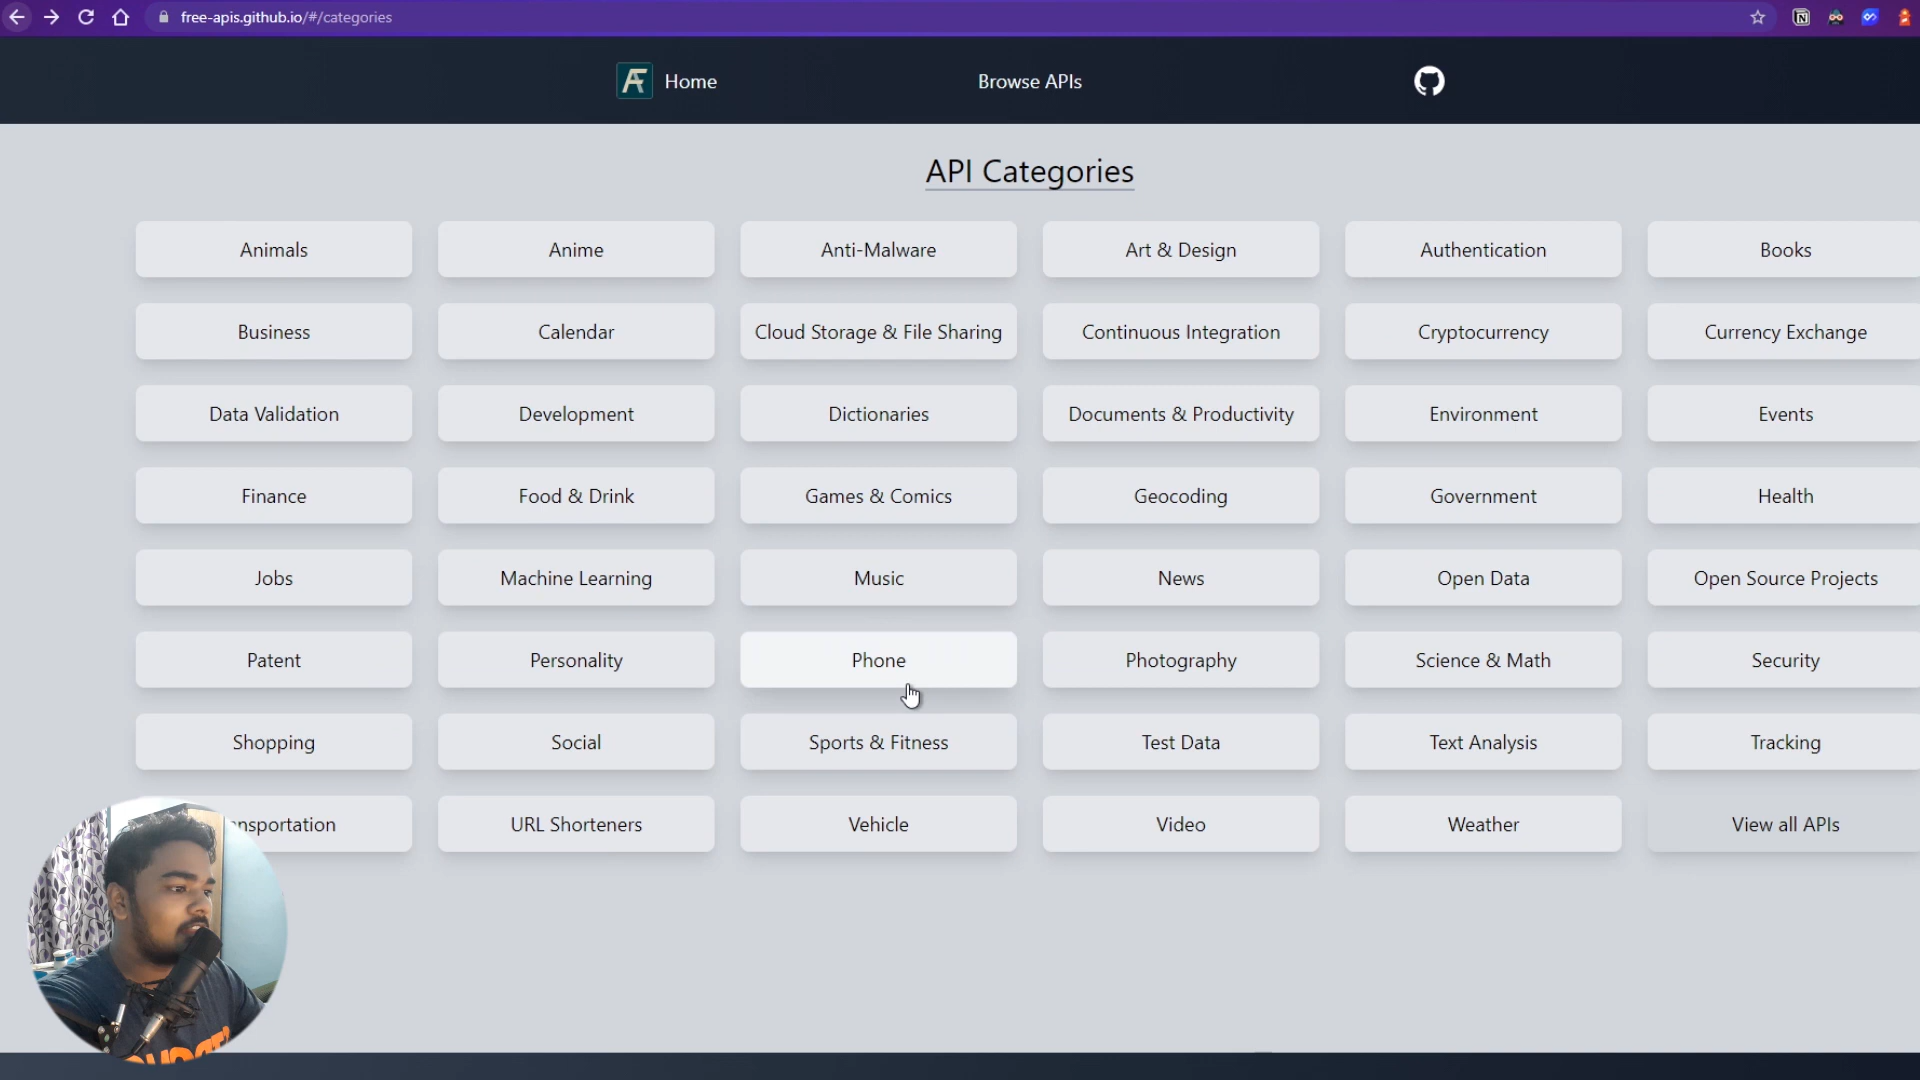 free-apis.github.io/#/categories
Home
Browse APIs
API Categories
Animals
Anime
Anti-Malware
Art & Design
Authentication
Books
Business
Calendar
Cloud Storage & File Sharing
Continuous Integration
Cryptocurrency
Currency Exchange
Data Validation
Development
Dictionaries
Documents & Productivity
Environment
Events
Finance
Food & Drink
Games & Comics
Geocoding
Government
Health
Jobs
Machine Learning
Music
News
Open Data
Open Source Projects
Patent
Personality
Phone
Photography
Science & Math
Security
Shopping
Social
Sports & Fitness
Test Data
Text Analysis
Tracking
nsportation
URL Shorteners
Vehicle
Video
Weather
View all APIs